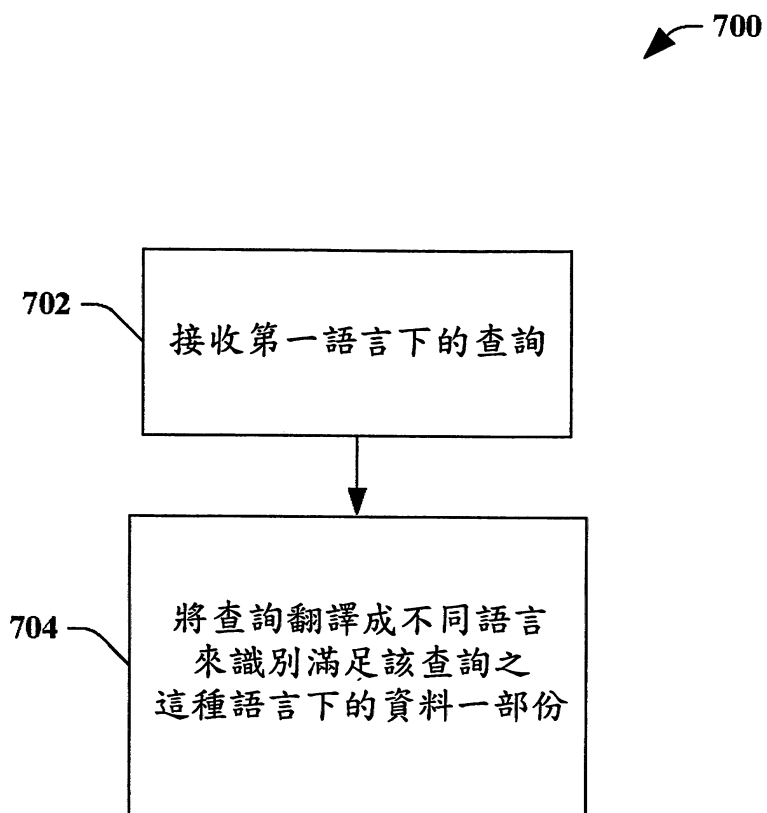 700
702
接收第一語言下的查詢
704
將查詢翻譯成不同語言
來識別滿足該查詢之
這種語言下的資料一部份